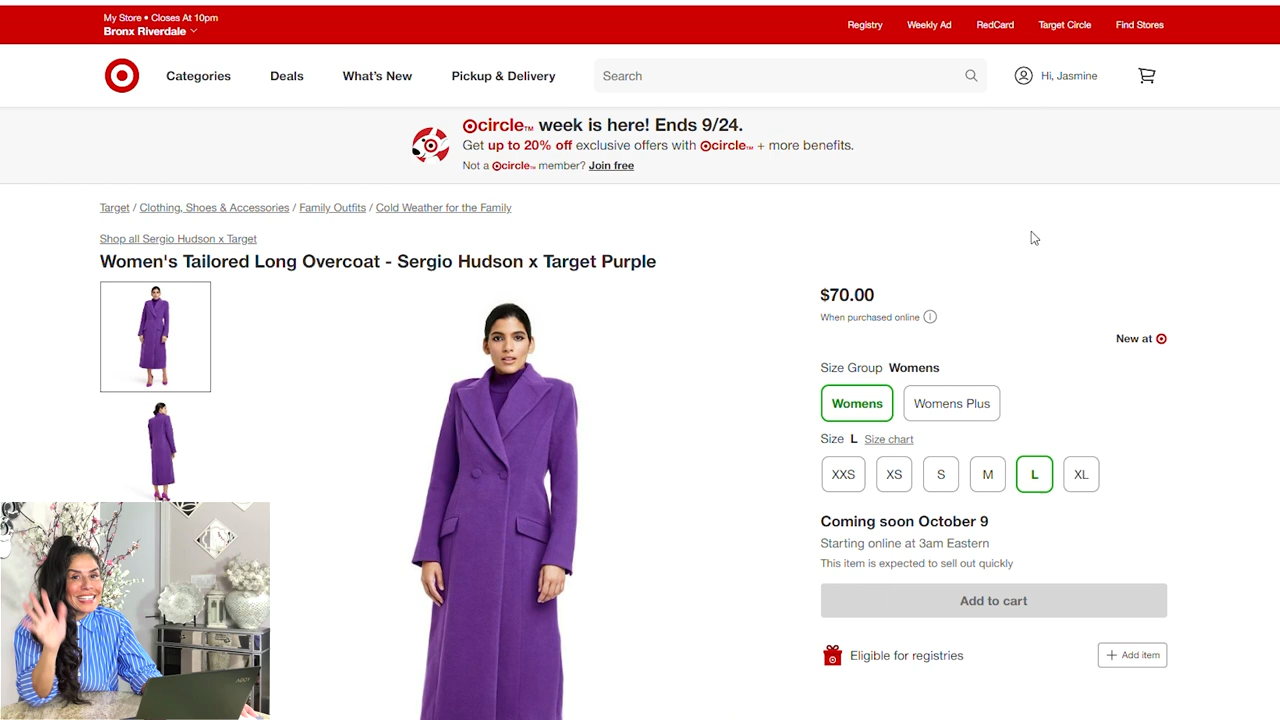 My Store • Closes At 10pm
Bronx Riverdale
Registry
Weekly Ad
RedCard
Target Circle
Find Stores
Categories
Deals
What's New
Pickup & Delivery
Search
Hi, Jasmine
circle™ week is here! Ends 9/24.
Get up to 20% off exclusive offers with circle™ + more benefits.
Not a circle™ member? Join free
Target / Clothing, Shoes & Accessories / Family Outfits / Cold Weather for the Family
Shop all Sergio Hudson x Target
Women's Tailored Long Overcoat - Sergio Hudson x Target Purple
$70.00
When purchased online
New at
Size Group Womens
Womens
Womens Plus
Size L Size chart
XXS
XS
S
M
L
XL
Coming soon October 9
Starting online at 3am Eastern
This item is expected to sell out quickly
Add to cart
Eligible for registries
+ Add item